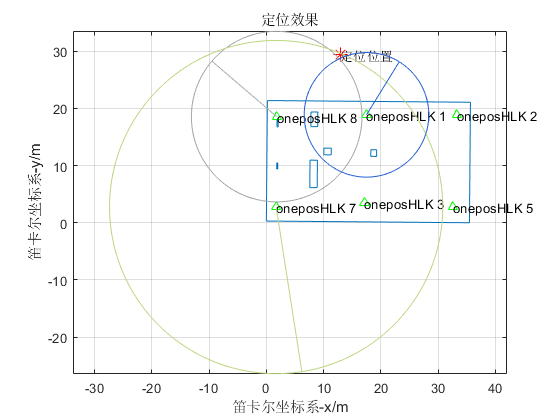 定位效果
30
20
10
0
-10
-20
-30
-20
-10
0
10
20
30
40
笛卡尔坐标系-y/m
笛卡尔坐标系-x/m
定位位置
oneposHLK 8
oneposHLK 1
oneposHLK 2
oneposHLK 7
oneposHLK 3
oneposHLK 5